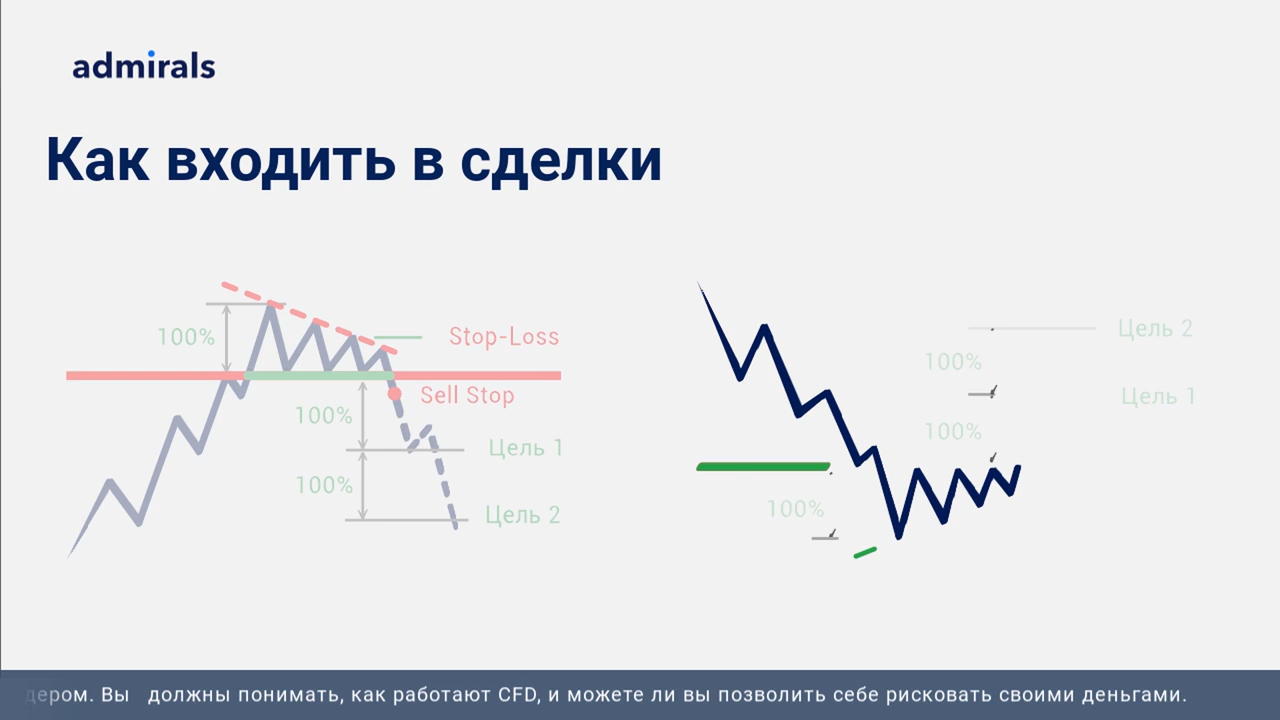 admirals
Как входить в сделки
100%
Stop-Loss
Sell Stop
100%
Цель 1
100%
Цель 2
Цель 2
100%
Цель 1
100%
100%
дером. Вы должны понимать, как работают CFD, и можете ли вы позволить себе рисковать своими деньгами.